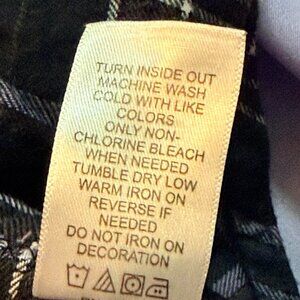 TURN INSIDE OUT
MACHINE WASH
COLD WITH LIKE
COLORS
ONLY NON-
CHLORINE BLEACH
WHEN NEEDED
TUMBLE DRY LOW
WARM IRON ON
REVERSE IF
NEEDED
DO NOT IRON ON
DECORATION